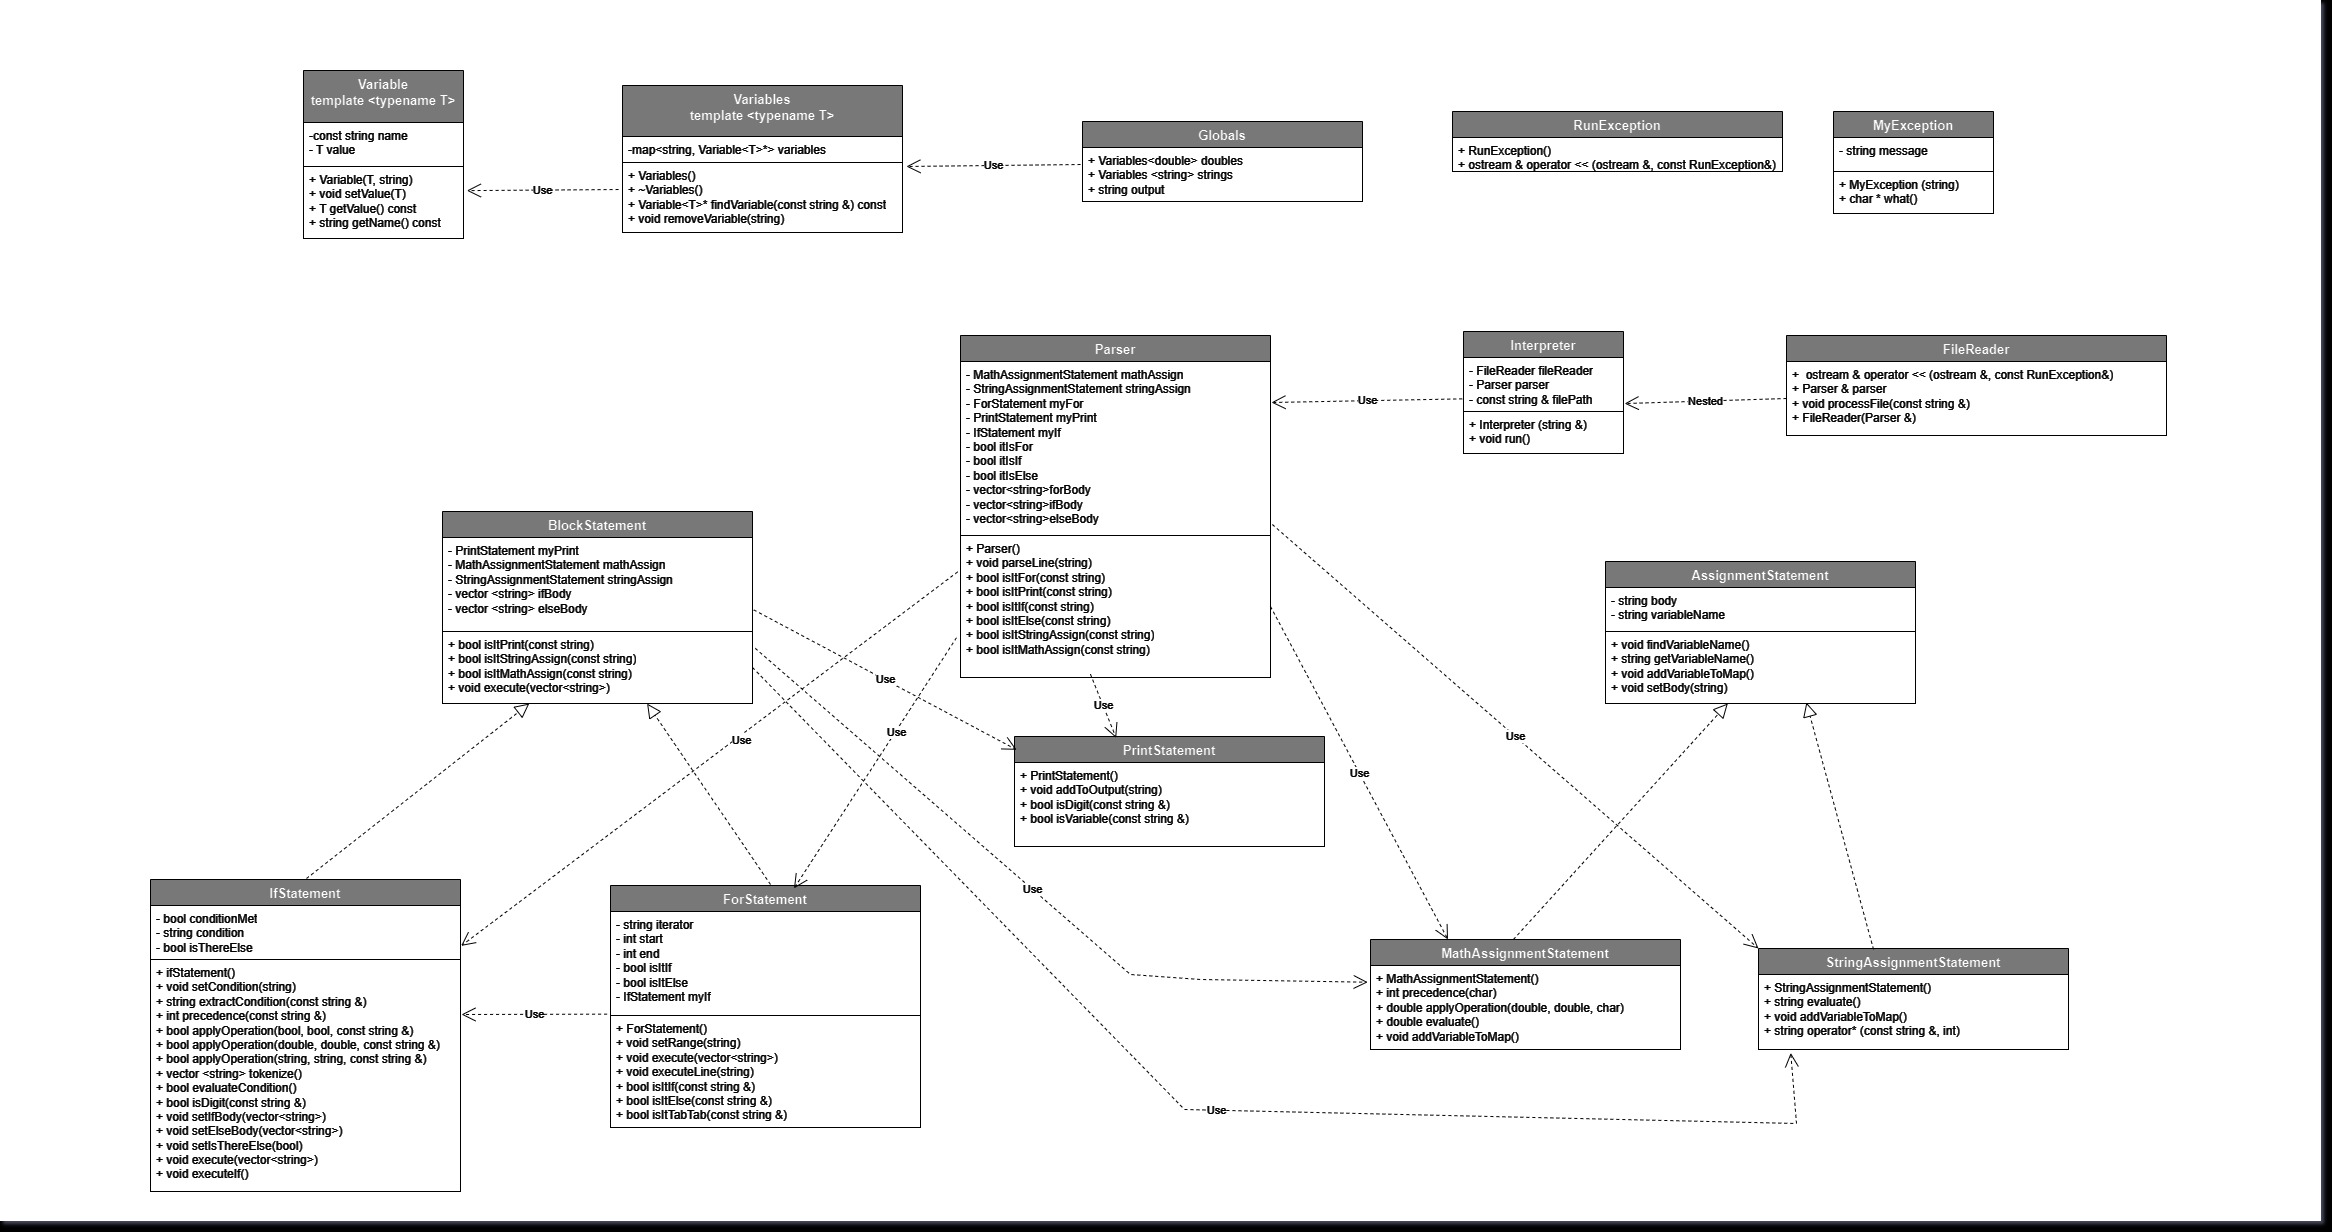 Variable
template <typename T>
-const string name
- T value
+ Variable(T, string)
+ void setValue(T)
+ T getValue() const
+ string getName() const
Use
Variables
template <typename T>
-map<string, Variable<T>*> variables
+ Variables()
+ ~Variables()
+ Variable<T>* findVariable(const string &) const
+ void removeVariable(string)
Use
Globals
+ Variables<double> doubles
+ Variables <string> strings
+ string output
RunException
+ RunException()
+ ostream & operator << (ostream &, const RunException&)
MyException
- string message
+ MyException (string)
+ char * what()
Parser
- MathAssignmentStatement mathAssign
- StringAssignmentStatement stringAssign
- ForStatement myFor
- PrintStatement myPrint
- IfStatement myIf
- bool itIsFor
- bool itIsIf
- bool itIsElse
- vector<string>forBody
- vector<string>ifBody
- vector<string>elseBody
+ Parser()
+ void parseLine(string)
+ bool isItFor(const string)
+ bool isItPrint(const string)
+ bool isItIf(const string)
+ bool isItElse(const string)
+ bool isItStringAssign(const string)
+ bool isItMathAssign(const string)
Use
Interpreter
- FileReader fileReader
- Parser parser
- const string & filePath
+ Interpreter (string &)
+ void run()
Nested
FileReader
+ ostream & operator << (ostream &, const RunException&)
+ Parser & parser
+ void processFile(const string &)
+ FileReader(Parser &)
BlockStatement
- PrintStatement myPrint
- MathAssignmentStatement mathAssign
- StringAssignmentStatement stringAssign
- vector <string> ifBody
- vector <string> elseBody
+ bool isItPrint(const string)
+ bool isItStringAssign(const string)
+ bool isItMathAssign(const string)
+ void execute(vector<string>)
AssignmentStatement
- string body
- string variableName
+ void findVariableName()
+ string getVariableName()
+ void addVariableToMap()
+ void setBody(string)
Use
Use
Use
Use
Use
Use
PrintStatement
+ PrintStatement()
+ void addToOutput(string)
+ bool isDigit(const string &)
+ bool isVariable(const string &)
IfStatement
- bool conditionMet
- string condition
- bool isThereElse
+ ifStatement()
+ void setCondition(string)
+ string extractCondition(const string &)
+ int precedence(const string &)
+ bool applyOperation(bool, bool, const string &)
+ bool applyOperation(double, double, const string &)
+ bool applyOperation(string, string, const string &)
+ vector <string> tokenize()
+ bool evaluateCondition()
+ bool isDigit(const string &)
+ void setIfBody(vector<string>)
+ void setElseBody(vector<string>)
+ void setIsThereElse(bool)
+ void execute(vector<string>)
+ void executeIf()
Use
ForStatement
- string iterator
- int start
- int end
- bool isItIf
- bool isItElse
- IfStatement myIf
+ ForStatement()
+ void setRange(string)
+ void execute(vector<string>)
+ void executeLine(string)
+ bool isItIf(const string &)
+ bool isItElse(const string &)
+ bool isItTabTab(const string &)
Use
Use
MathAssignmentStatement
+ MathAssignmentStatement()
+ int precedence(char)
+ double applyOperation(double, double, char)
+ double evaluate()
+ void addVariableToMap()
StringAssignmentStatement
+ StringAssignmentStatement()
+ string evaluate()
+ void addVariableToMap()
+ string operator* (const string &, int)